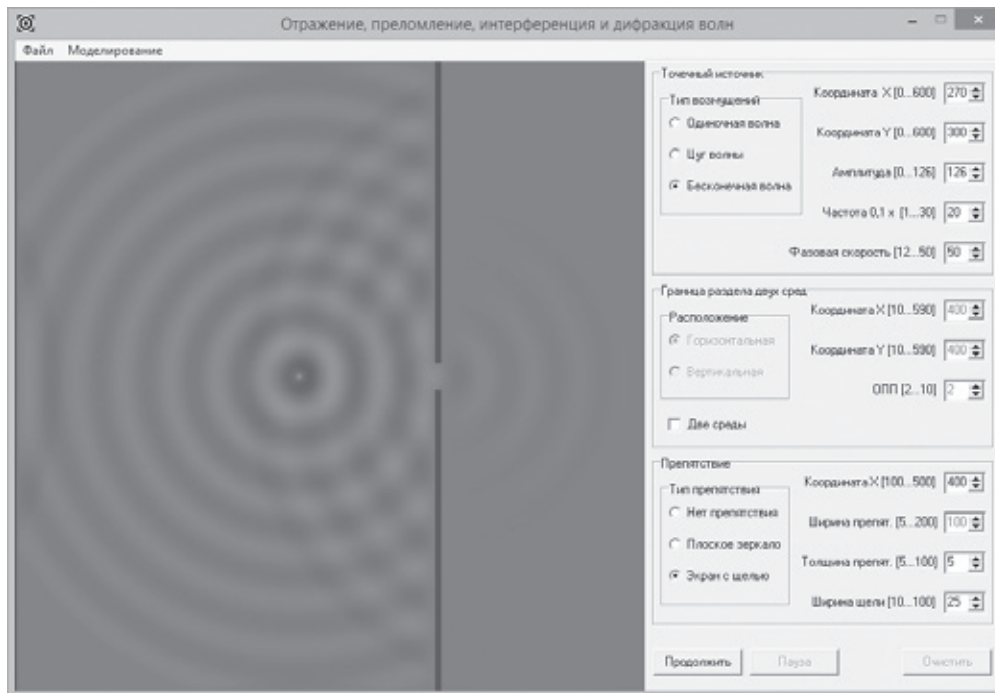 Отражение, преломление, интерференция и дифракция волн
Файл Моделирование
Точечный источник
Тип возмущений
Одиночная волна
Цуг волны
Бесконечная волна
Координата X [0...600] 270
Координата Y [0...600] 300
Амплитуда [0...126] 126
Частота 0,1 x [1...30] 20
Фазовая скорость [12...50] 50
Граница раздела двух сред
Расположение
Горизонтальная
Вертикальная
Две среды
Координата X [10...590] 400
Координата Y [10...590] 400
ОПП [2...10] 2
Препятствие
Тип препятствия
Нет препятствия
Плоское зеркало
Экран с щелью
Координата X [100...500] 400
Ширина препят. [5...200] 100
Толщина препят. [5...100] 5
Ширина щели [10...100] 25
Продолжить Пауза Очистить